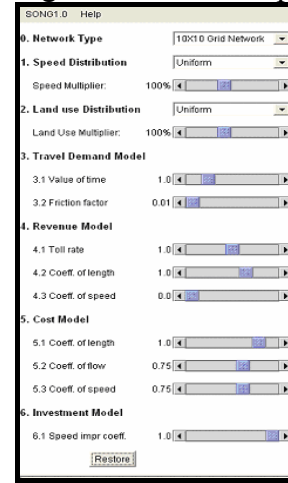 SONG1.0 Help
0. Network Type 10X10 Grid Network
1. Speed Distribution Uniform
Speed Multiplier: 100%
2. Land use Distribution Uniform
Land Use Multiplier: 100%
3. Travel Demand Model
3.1 Value of time 1.0
3.2 Friction factor 0.01
4. Revenue Model
4.1 Toll rate 1.0
4.2 Coeff. of length 1.0
4.3 Coeff. of speed 0.0
5. Cost Model
5.1 Coeff. of length 1.0
5.2 Coeff. of flow 0.75
5.3 Coeff. of speed 0.75
6. Investment Model
6.1 Speed impr coeff. 1.0
Restore